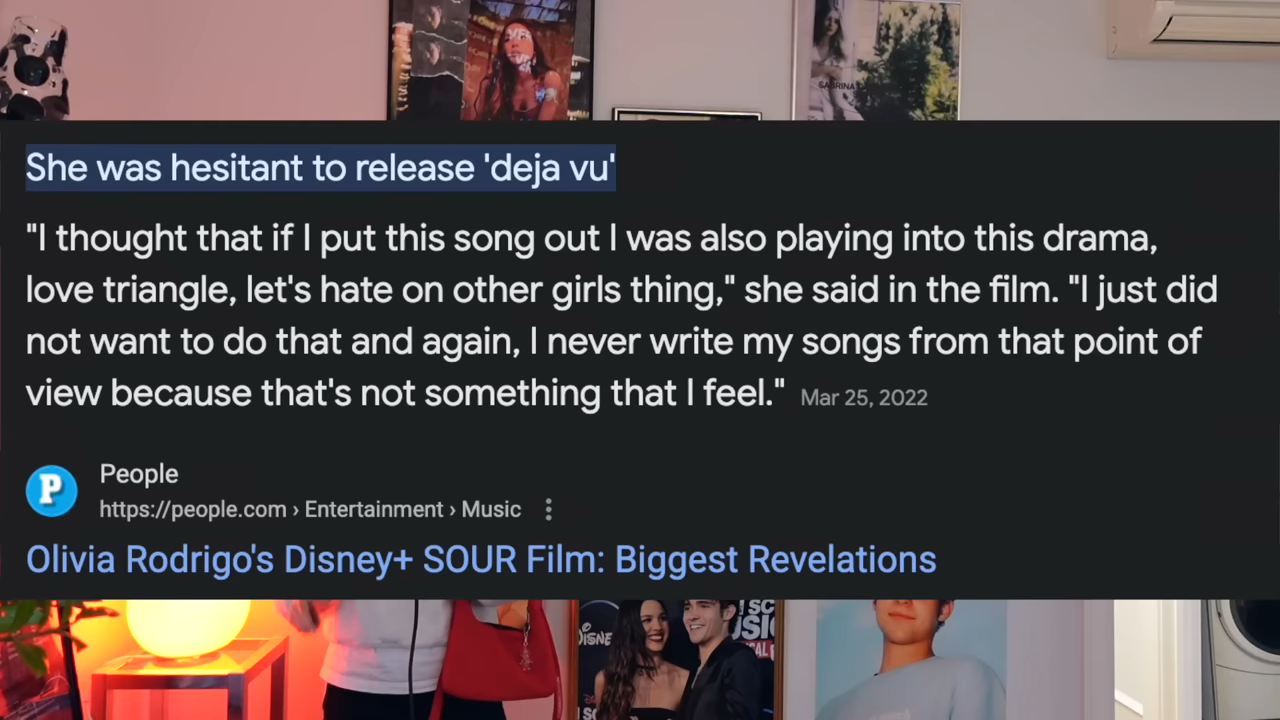 SABRINA
She was hesitant to release 'deja vu'
"I thought that if I put this song out I was also playing into this drama,
love triangle, let's hate on other girls thing," she said in the film. "I just did
not want to do that and again, I never write my songs from that point of
view because that's not something that I feel." Mar 25, 2022
P
People
https://people.com › Entertainment › Music
Olivia Rodrigo's Disney+ SOUR Film: Biggest Revelations